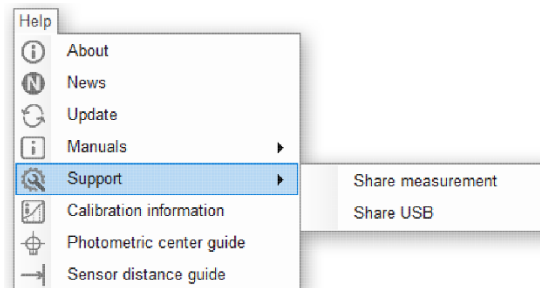 Help
About
News
Update
Manuals
Support
Share measurement
Calibration information
Share USB
Photometric center guide
Sensor distance guide